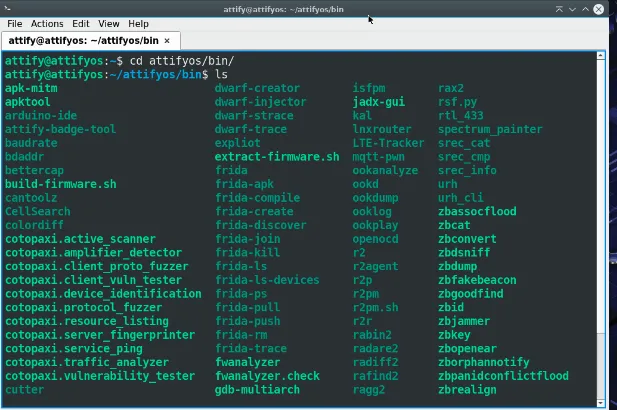 attify@attifyos: ~/attifyos/bin
File Actions Edit View Help
attify@attifyos: ~/attifyos/bin ×
attify@attifyos:~$ cd attifyos/bin/
attify@attifyos:~/attifyos/bin$ ls
apk-mitm dwarf-creator isfpm rax2
apktool dwarf-injector jadx-gui rsf.py
arduino-ide dwarf-strace kal rtl_433
attify-badge-tool dwarf-trace lnxrouter spectrum_painter
baudrate expliot LTE-Tracker srec_cat
bdaddr extract-firmware.sh mqtt-pwn srec_cmp
bettercap frida ookanalyze srec_info
build-firmware.sh frida-apk ookd urh
cantoolz frida-compile ookdump urh_cli
CellSearch frida-create ooklog zbassocflood
colordiff frida-discover ookplay zbcat
cotopaxi.active_scanner frida-join openocd zbconvert
cotopaxi.amplifier_detector frida-kill r2 zbdsniff
cotopaxi.client_proto_fuzzer frida-ls r2agent zbdump
cotopaxi.client_vuln_tester frida-ls-devices r2p zbfakebeacon
cotopaxi.device_identification frida-ps r2pm zbgoodfind
cotopaxi.protocol_fuzzer frida-pull r2pm.sh zbid
cotopaxi.resource_listing frida-push r2r zbjammer
cotopaxi.server_fingerprinter frida-rm rabin2 zbkey
cotopaxi.service_ping frida-trace radare2 zbopenear
cotopaxi.traffic_analyzer fwanalyzer radiff2 zborphannotify
cotopaxi.vulnerability_tester fwanalyzer.check rafind2 zbpanidconflictflood
cutter gdb-multiarch ragg2 zbrealign